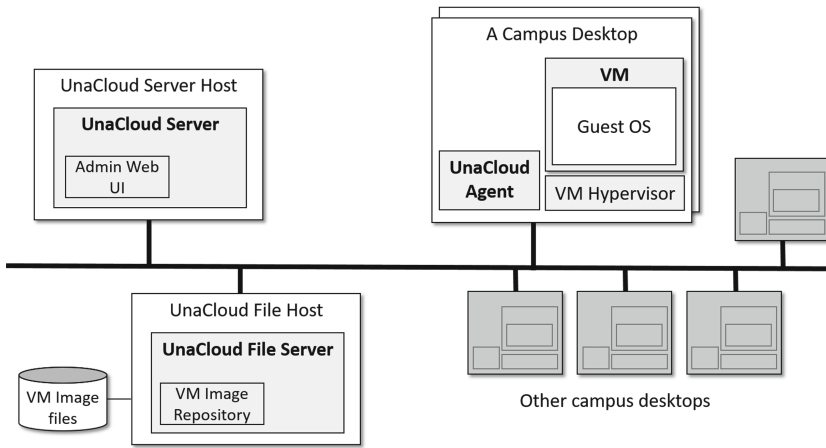 A Campus Desktop
UnaCloud Server Host
VM
UnaCloud Server
Guest OS
Admin Web
UI
UnaCloud
Agent
VM Hypervisor
UnaCloud File Host
UnaCloud File Server
VM Image
Repository
VM Image
files
Other campus desktops